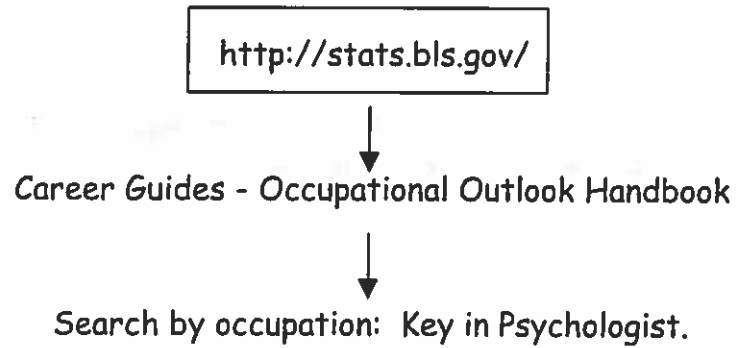 http://stats.bls.gov/
Career Guides - Occupational Outlook Handbook
Search by occupation: Key in Psychologist.